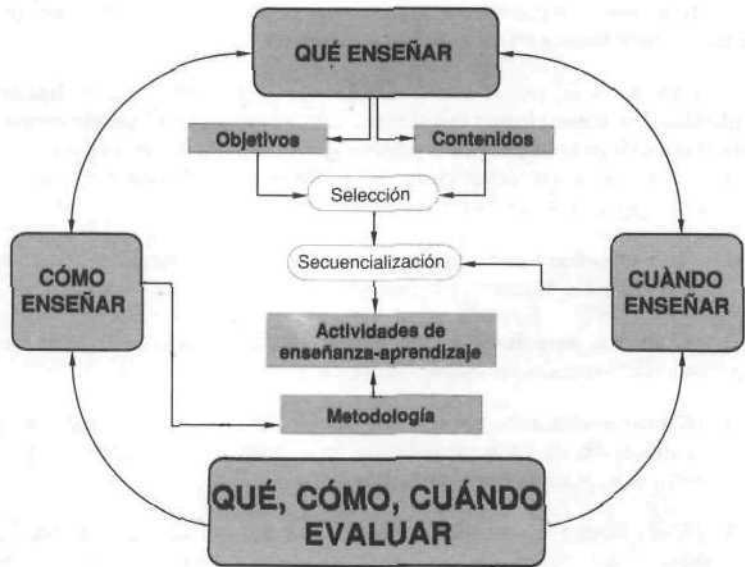 QUÉ ENSEÑAR
Objetivos
Contenidos
Selección
Secuencialización
CÓMO
ENSEÑAR
CUÀNDO
ENSEÑAR
Actividades de
enseñanza-aprendizaje
Metodología
QUÉ, CÓMO, CUÁNDO
EVALUAR